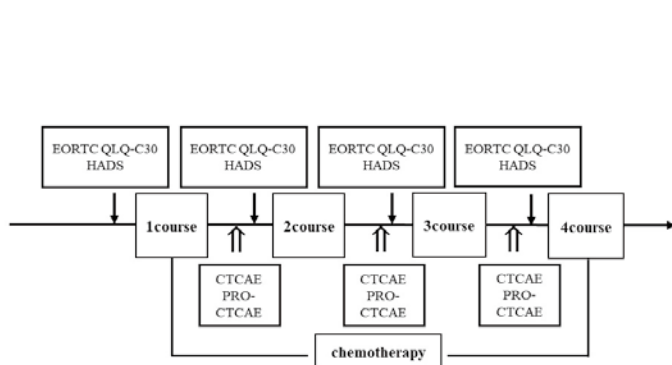 EORTC QLQ-C30
HADS
EORTC QLQ-C30
HADS
EORTC QLQ-C30
HADS
EORTC QLQ-C30
HADS
1course
2course
3course
4course
CTCAE
PRO-
CTCAE
CTCAE
PRO-
CTCAE
CTCAE
PRO-
CTCAE
chemotherapy